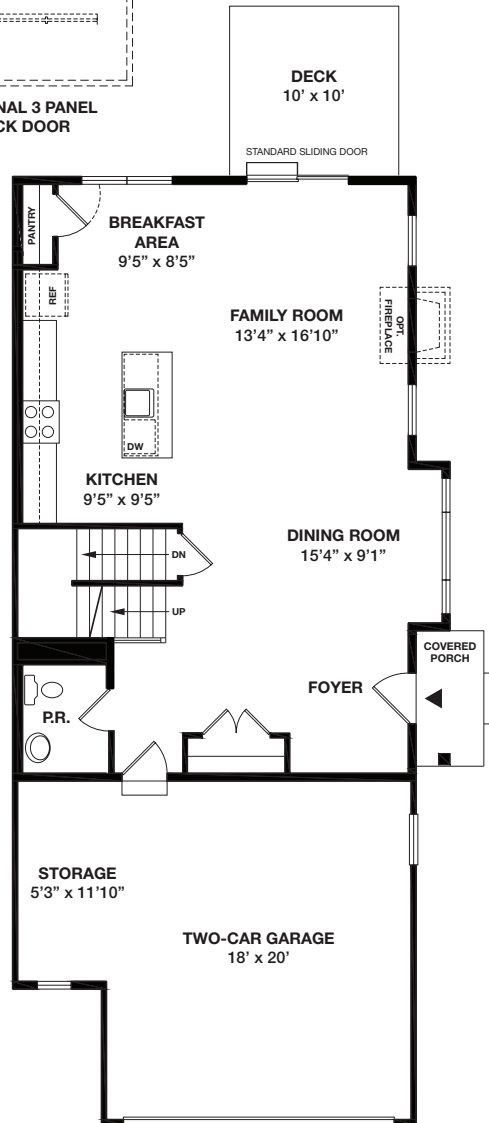 NAL 3 PANEL
CK DOOR
DECK
10' x 10'
STANDARD SLIDING DOOR
PANTRY
BREAKFAST
AREA
9'5” x 8'5”
REF
FAMILY ROOM
13'4” x 16'10”
OPT.
FIREPLACE
DW
KITCHEN
9'5” x 9'5”
DINING ROOM
15'4” x 9'1”
DN
UP
COVERED
PORCH
FOYER
P.R.
STORAGE
5'3” x 11'10”
TWO-CAR GARAGE
18' x 20'